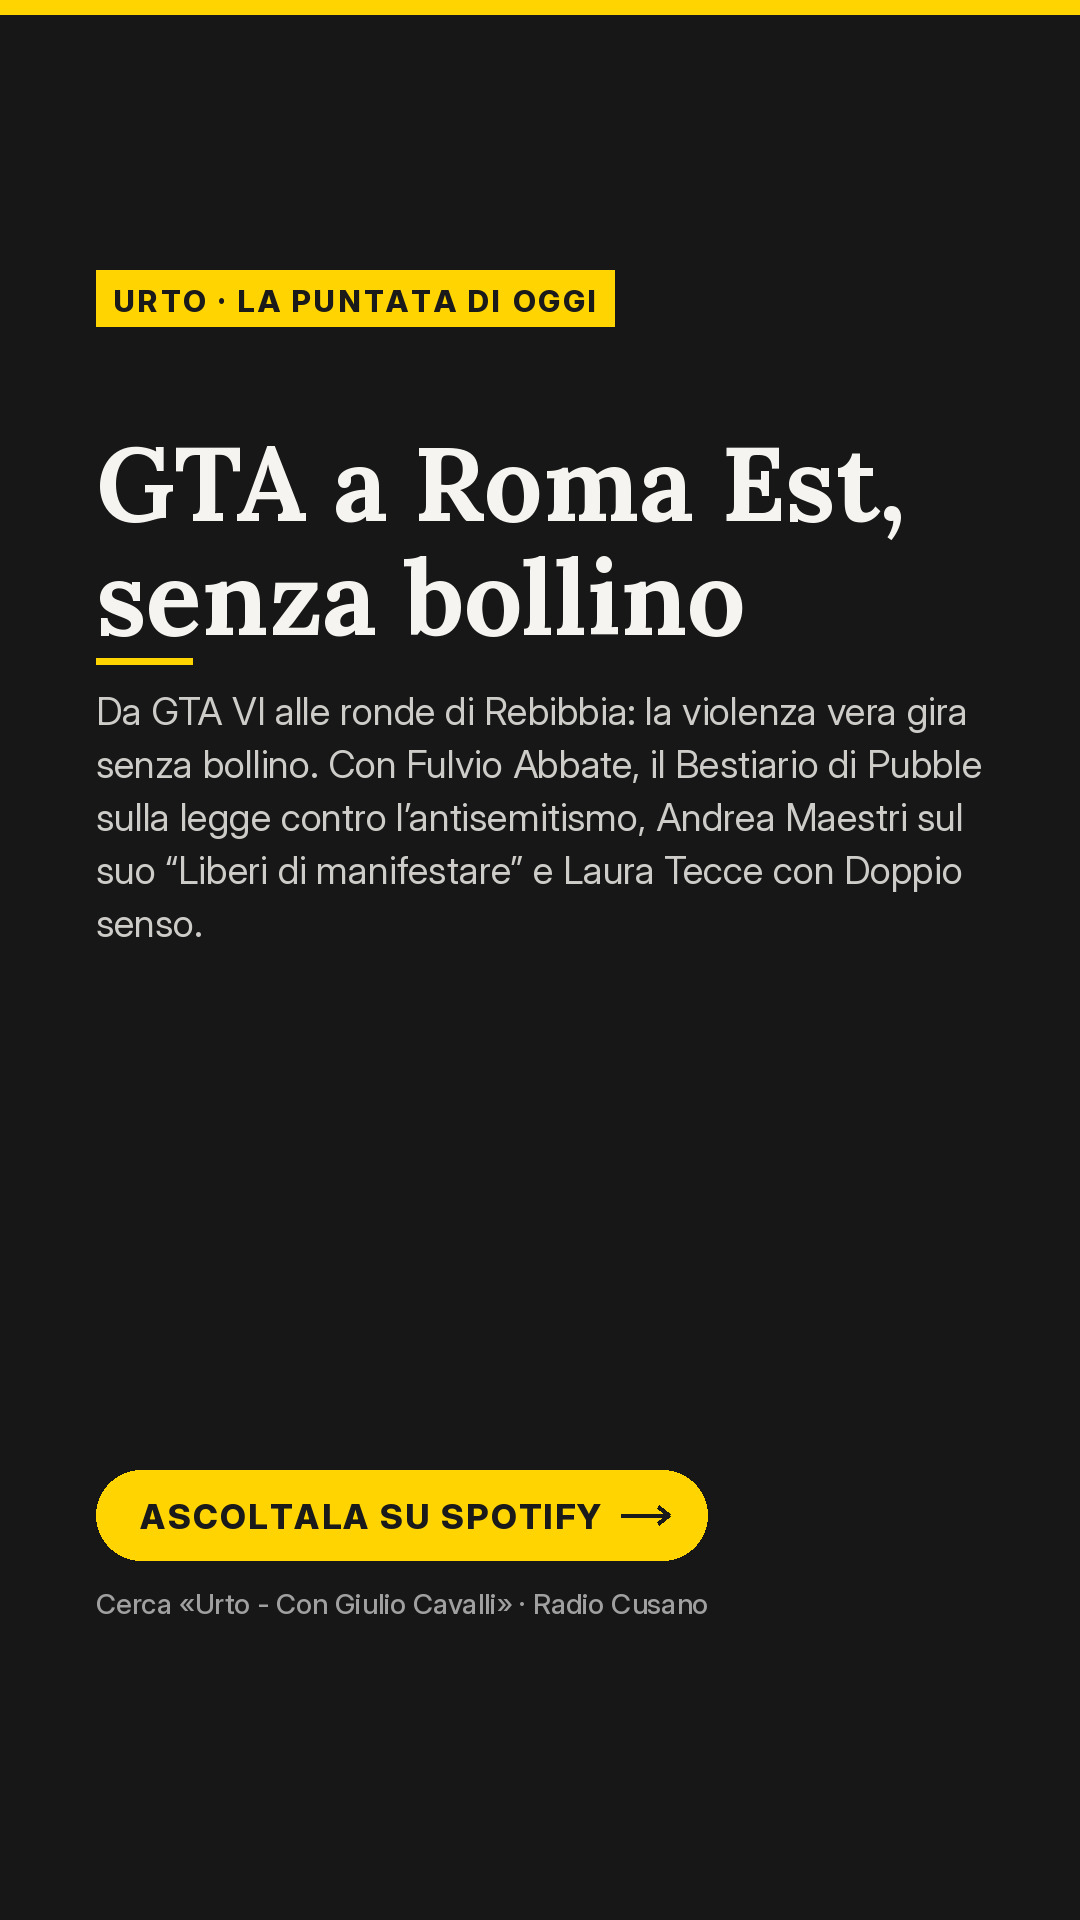 URTO · LA PUNTATA DI OGGI
GTA a Roma Est,
senza bollino
Da GTA VI alle ronde di Rebibbia: la violenza vera gira
senza bollino. Con Fulvio Abbate, il Bestiario di Pubble
sulla legge contro l’antisemitismo, Andrea Maestri sul
suo “Liberi di manifestare” e Laura Tecce con Doppio
senso.
ASCOLTALA SU SPOTIFY →
Cerca «Urto - Con Giulio Cavalli» · Radio Cusano